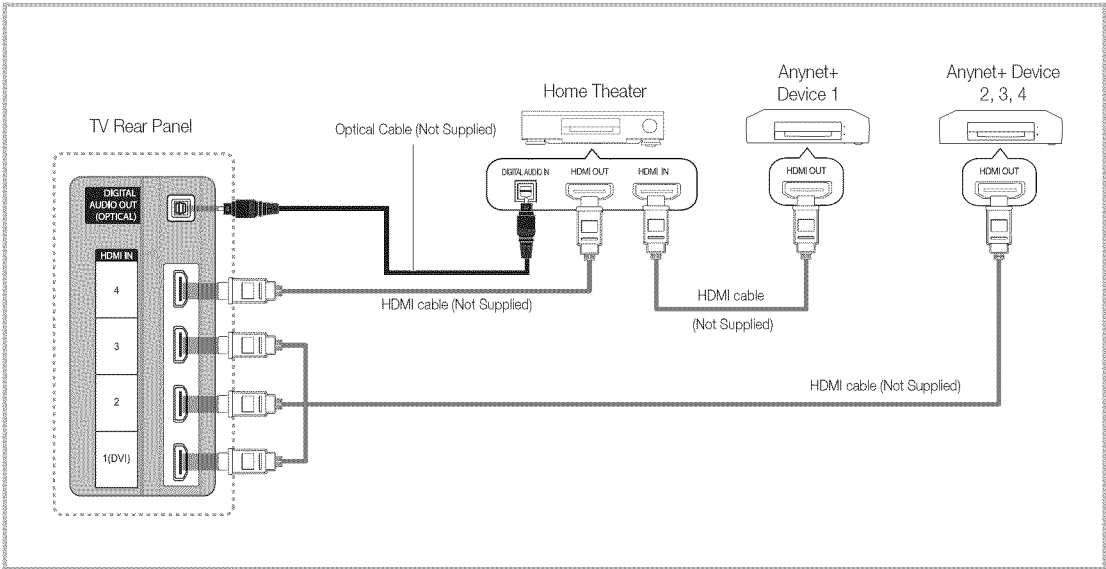 TV Rear Panel
Optical Cable (Not Supplied)
Home Theater
Anynet+
Device 1
Anynet+ Device
2, 3, 4
DIGITAL
AUDIO OUT
(OPTICAL)
DIGITAL AUDIO IN
HDMI OUT
HDMI IN
HDMI OUT
HDMI OUT
HDMI IN
4
3
2
1(DVI)
HDMI cable (Not Supplied)
HDMI cable
(Not Supplied)
HDMI cable (Not Supplied)